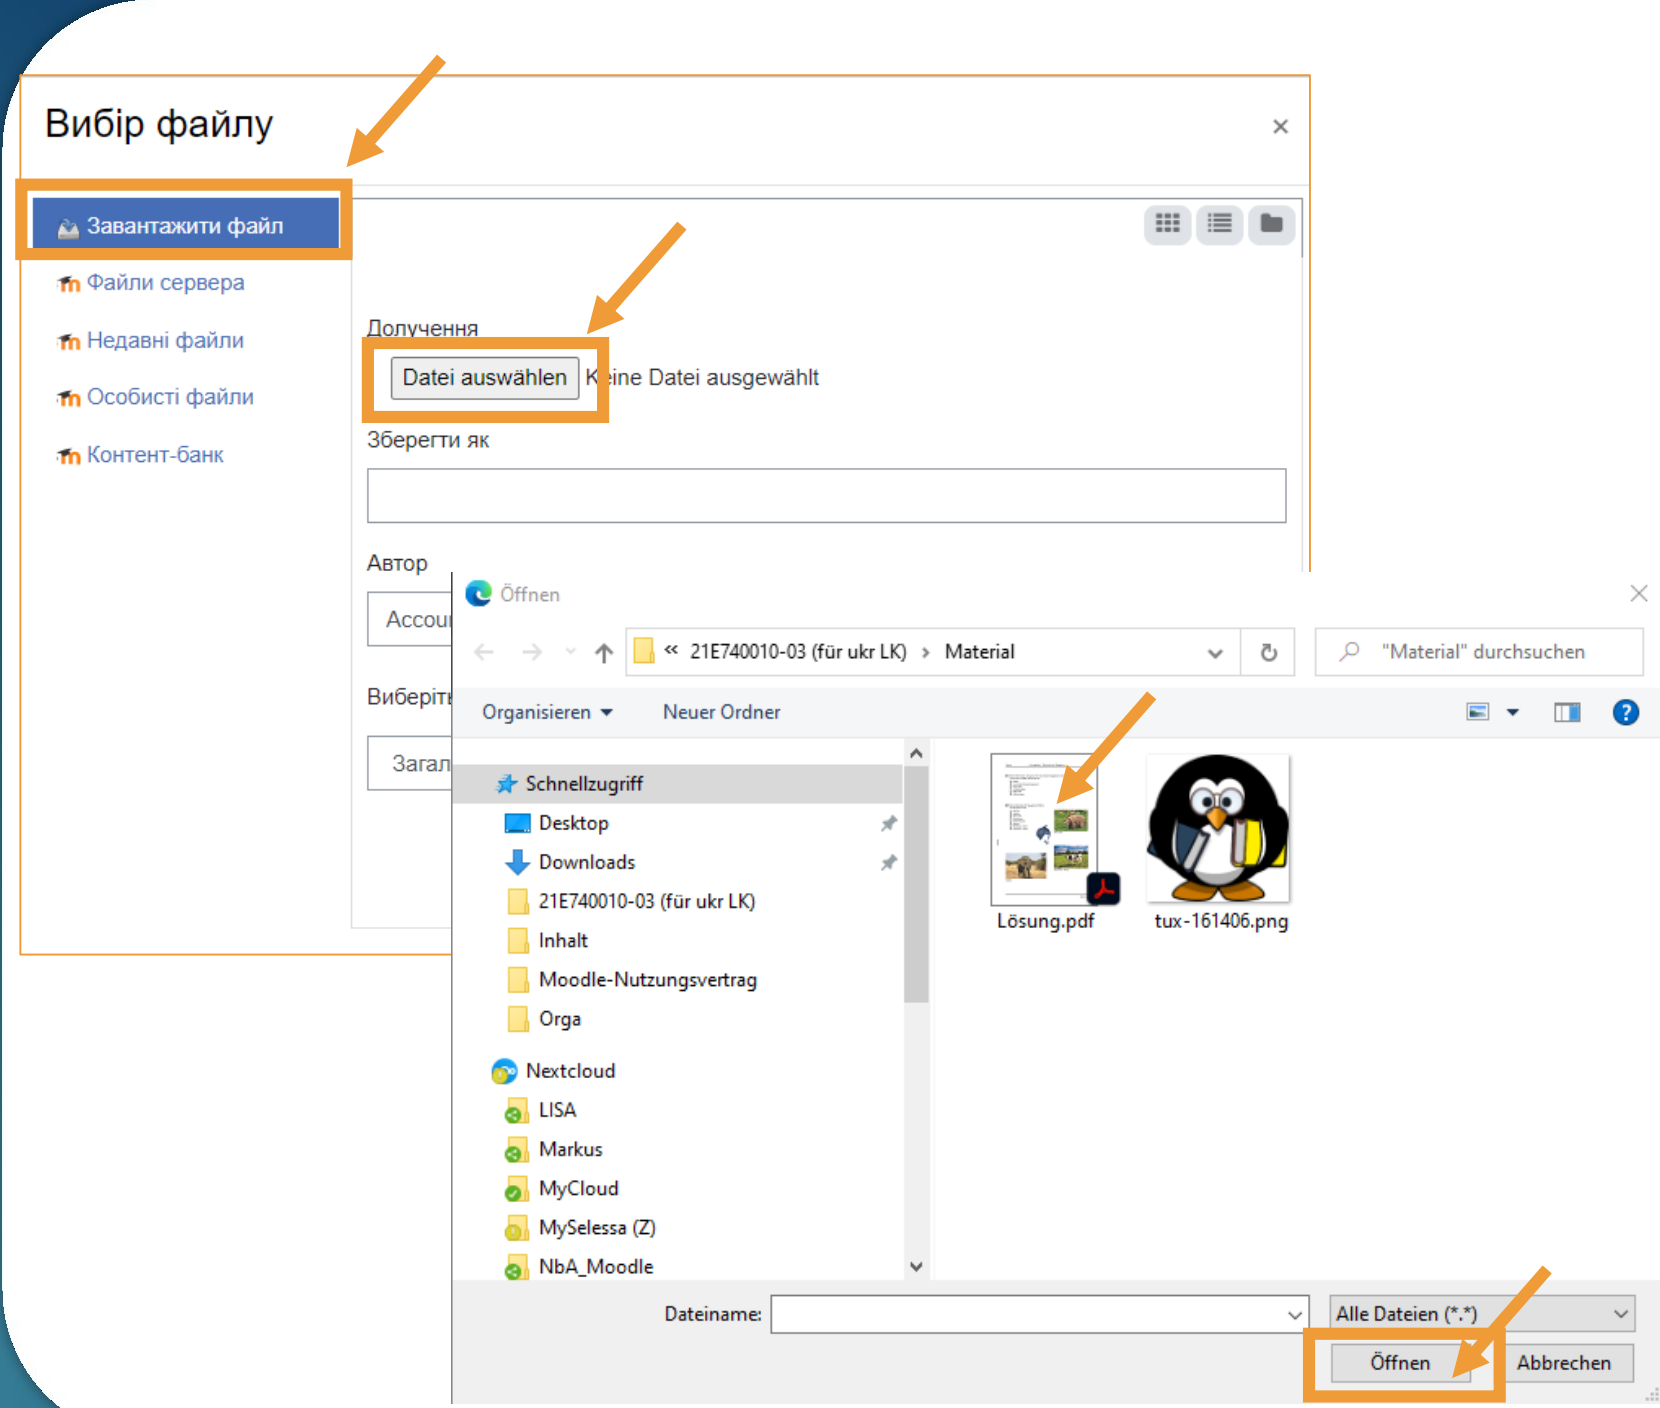 Вибір файлу
×
Завантажити файл
Файли сервера
Недавні файли
Особисті файли
Контент-банк
Долучення
Datei auswählen Keine Datei ausgewählt
Зберегти як
Автор
Accou
Виберіть
Загал
Öffnen
« 21E740010-03 (für ukr LK) › Material
"Material" durchsuchen
Organisieren
Neuer Ordner
Schnellzugriff
Desktop
Downloads
21E740010-03 (für ukr LK)
Inhalt
Moodle-Nutzungsvertrag
Orga
Nextcloud
LISA
Markus
MyCloud
MySelessa (Z)
NbA_Moodle
Lösung.pdf
tux-161406.png
Dateiname:
Alle Dateien (*.*)
Öffnen
Abbrechen